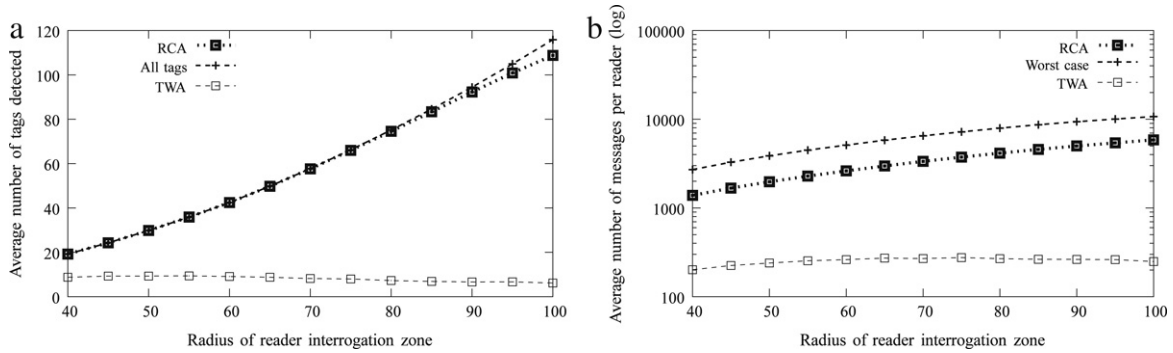 a
Average number of tags detected
120
100
80
60
40
20
0
RCA
All tags
TWA
40 50 60 70 80 90 100
Radius of reader interrogation zone
b
Average number of messages per reader (log)
100000
10000
1000
100
RCA
Worst case
TWA
40 50 60 70 80 90 100
Radius of reader interrogation zone